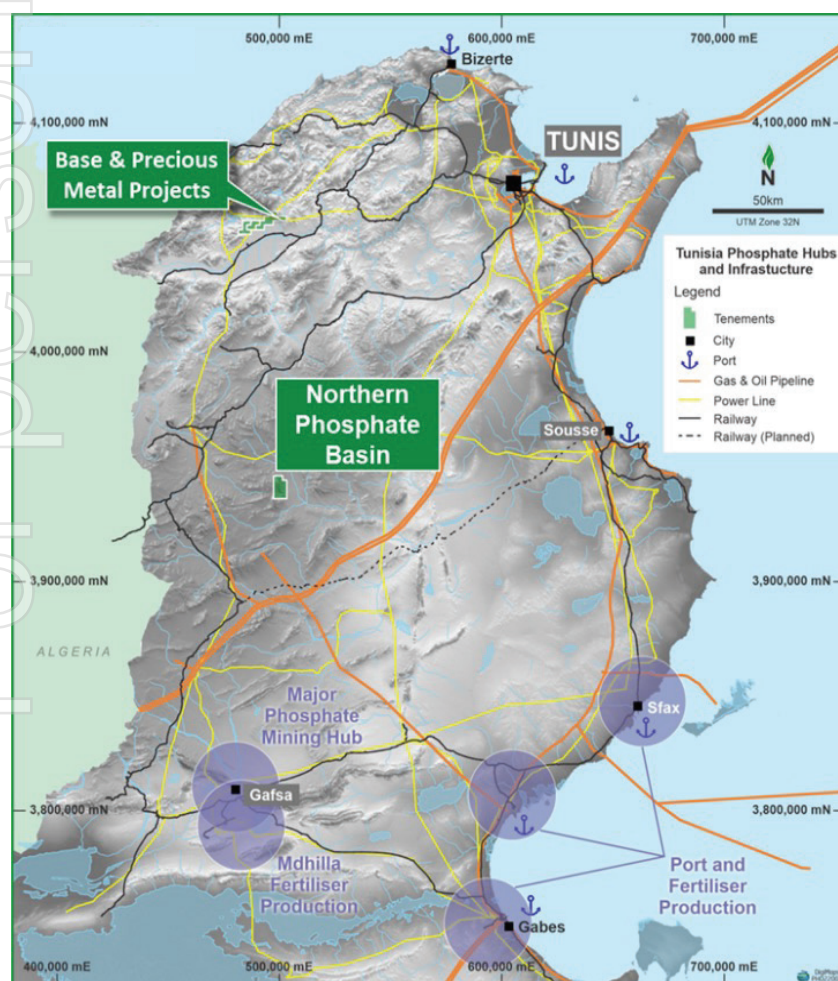 500,000 mE
600,000 mE
700,000 mE
Bizerte
4,100,000 mN
4,100,000 mN
TUNIS
Base & Precious
Metal Projects
N
50km
UTM Zone 32N
Tunisia Phosphate Hubs
and Infrastucture
Legend
Tenements
City
Port
Gas & Oil Pipeline
Power Line
Railway
Railway (Planned)
4,000,000 mN
Northern
Phosphate
Basin
Sousse
3,900,000 mN
3,900,000 mN
ALGERIA
Major
Phosphate
Mining Hub
Sfax
Gafsa
3,800,000 mN
3,800,000 mN
Mdhilla
Fertiliser
Production
Port and
Fertiliser
Production
Gabes
400,000 mE
500,000 mE
600,000 mE
700,000 mE